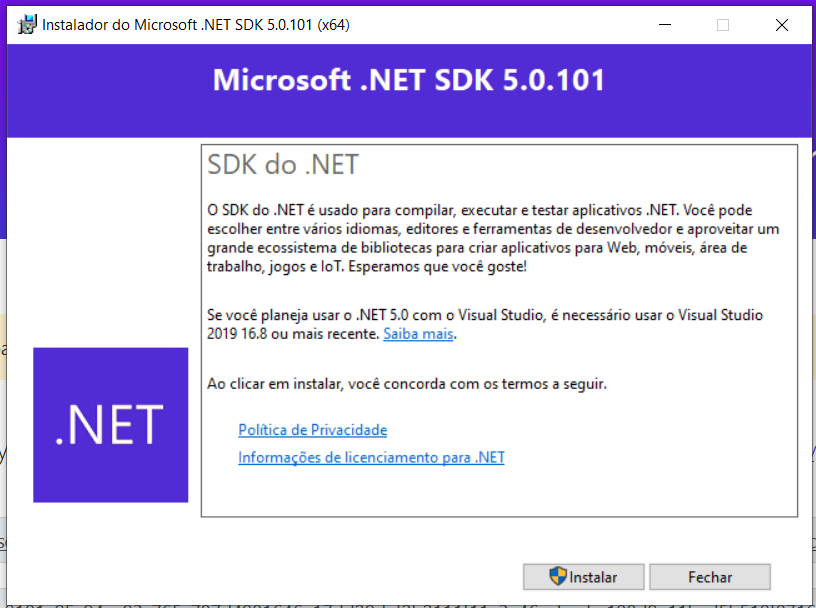 Instalador do Microsoft .NET SDK 5.0.101 (x64)
Microsoft .NET SDK 5.0.101
SDK do .NET
O SDK do .NET é usado para compilar, executar e testar aplicativos .NET. Você pode
escolher entre vários idiomas, editores e ferramentas de desenvolvedor e aproveitar um
grande ecossistema de bibliotecas para criar aplicativos para Web, móveis, área de
trabalho, jogos e IoT. Esperamos que você goste!
Se você planeja usar o .NET 5.0 com o Visual Studio, é necessário usar o Visual Studio
2019 16.8 ou mais recente. Saiba mais.
Ao clicar em instalar, você concorda com os termos a seguir.
.NET
Política de Privacidade
Informações de licenciamento para .NET
Instalar
Fechar